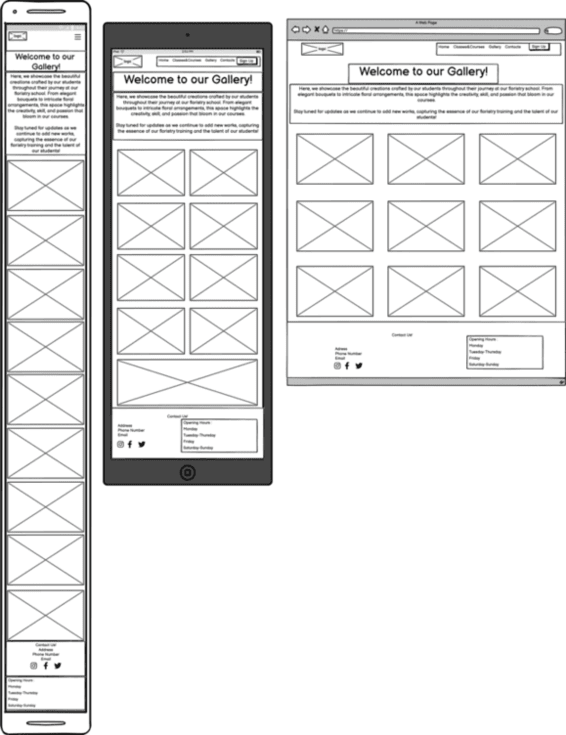 logo
Welcome to our
Gallery!
Here, we showcase the beautiful
creations crafted by our students
throughout their journey at our
floristry school. From elegant
bouquets to intricate floral
arrangements, this space highlights
the creativity, skill, and passion that
bloom in our courses.
Stay tuned for updates as we
continue to add new works,
capturing the essence of our
floristry training and the talent of
our students!
Contact Us!
Address
Phone Number
Email
Opening Hours:
Monday
Tuesday-Thursday
Friday
Saturday-Sunday
logo
Home Classes&Courses Gallery Contacts Sign Up
Welcome to our Gallery!
Here, we showcase the beautiful creations crafted by our students
throughout their journey at our floristry school. From elegant
bouquets to intricate floral arrangements, this space highlights the
creativity, skill, and passion that bloom in our courses.
Stay tuned for updates as we continue to add new works, capturing
the essence of our floristry training and the talent of our students!
Contact Us!
Address
Phone Number
Email
Opening Hours:
Monday
Tuesday-Thursday
Friday
Saturday-Sunday
A Web Page
https://
logo
Home Classes&Courses Gallery Contacts Sign Up
Welcome to our Gallery!
Here, we showcase the beautiful creations crafted by our students
throughout their journey at our floristry school. From
elegant bouquets to intricate floral arrangements, this space highlights the creativity, skill, and passion that bloom in our
courses.
Stay tuned for updates as we continue to add new works, capturing the essence of our floristry training and the talent of our
students!
Contact Us!
Adress
Phone Number
Email
Opening Hours:
Monday
Tuesday-Thursday
Friday
Saturday-Sunday